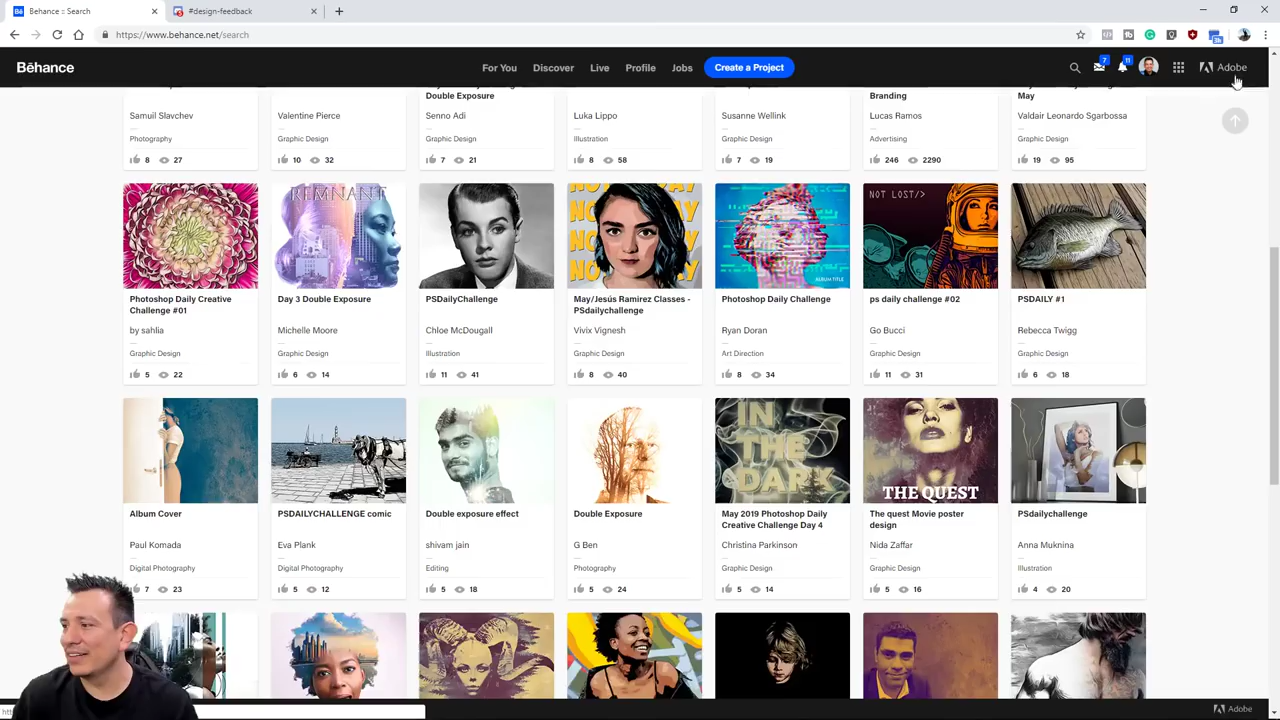 Behance :: Search
#design-feedback
https://www.behance.net/search
Bēhance
For You
Discover
Live
Profile
Jobs
Create a Project
7
11
Adobe
Double Exposure
Branding
May
Samuil Slavchev
Valentine Pierce
Senno Adi
Luka Lippo
Susanne Wellink
Lucas Ramos
Valdair Leonardo Sgarbossa
Photography
Graphic Design
Graphic Design
Illustration
Graphic Design
Advertising
Graphic Design
8 27
10 32
7 21
8 58
7 19
246 2290
19 95
REMNANT
NOT LOST/>
ALBUM TITLE
Photoshop Daily Creative
Challenge #01
Day 3 Double Exposure
PSDailyChallenge
May/Jesús Ramirez Classes -
PSdailychallenge
Photoshop Daily Challenge
ps daily challenge #02
PSDAILY #1
by sahlia
Michelle Moore
Chloe McDougall
Vivix Vignesh
Ryan Doran
Go Bucci
Rebecca Twigg
Graphic Design
Graphic Design
Illustration
Graphic Design
Art Direction
Graphic Design
Graphic Design
5 22
6 14
11 41
8 40
8 34
11 31
6 18
IN
THE
DARK
THE QUEST
Album Cover
PSDAILYCHALLENGE comic
Double exposure effect
Double Exposure
May 2019 Photoshop Daily
Creative Challenge Day 4
The quest Movie poster
design
PSdailychallenge
Paul Komada
Eva Plank
shivam jain
G Ben
Christina Parkinson
Nida Zaffar
Anna Muknina
Digital Photography
Digital Photography
Editing
Photography
Graphic Design
Graphic Design
Illustration
7 23
5 12
5 18
5 24
5 14
5 16
4 20
Adobe